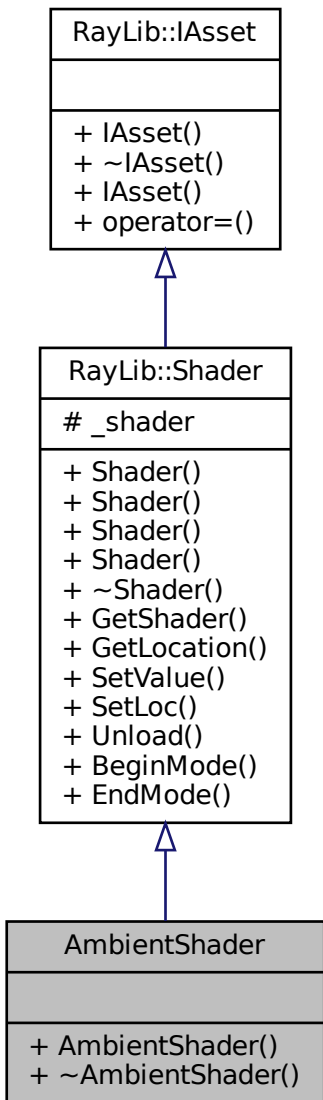 RayLib::IAsset
+ IAsset()
+ ~IAsset()
+ IAsset()
+ operator=()
RayLib::Shader
# _shader
+ Shader()
+ Shader()
+ Shader()
+ Shader()
+ ~Shader()
+ GetShader()
+ GetLocation()
+ SetValue()
+ SetLoc()
+ Unload()
+ BeginMode()
+ EndMode()
AmbientShader
+ AmbientShader()
+ ~AmbientShader()